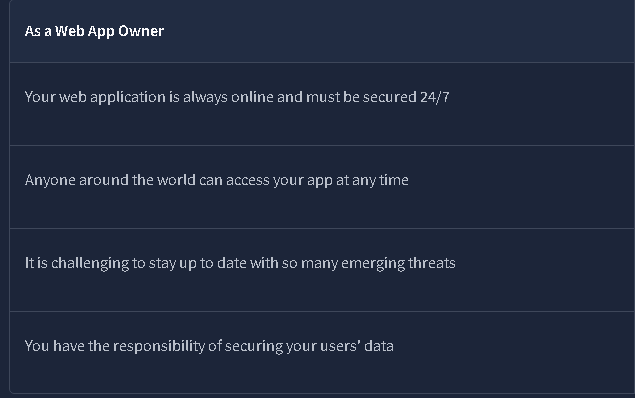 As a Web App Owner
Your web application is always online and must be secured 24/7
Anyone around the world can access your app at any time
It is challenging to stay up to date with so many emerging threats
You have the responsibility of securing your users' data